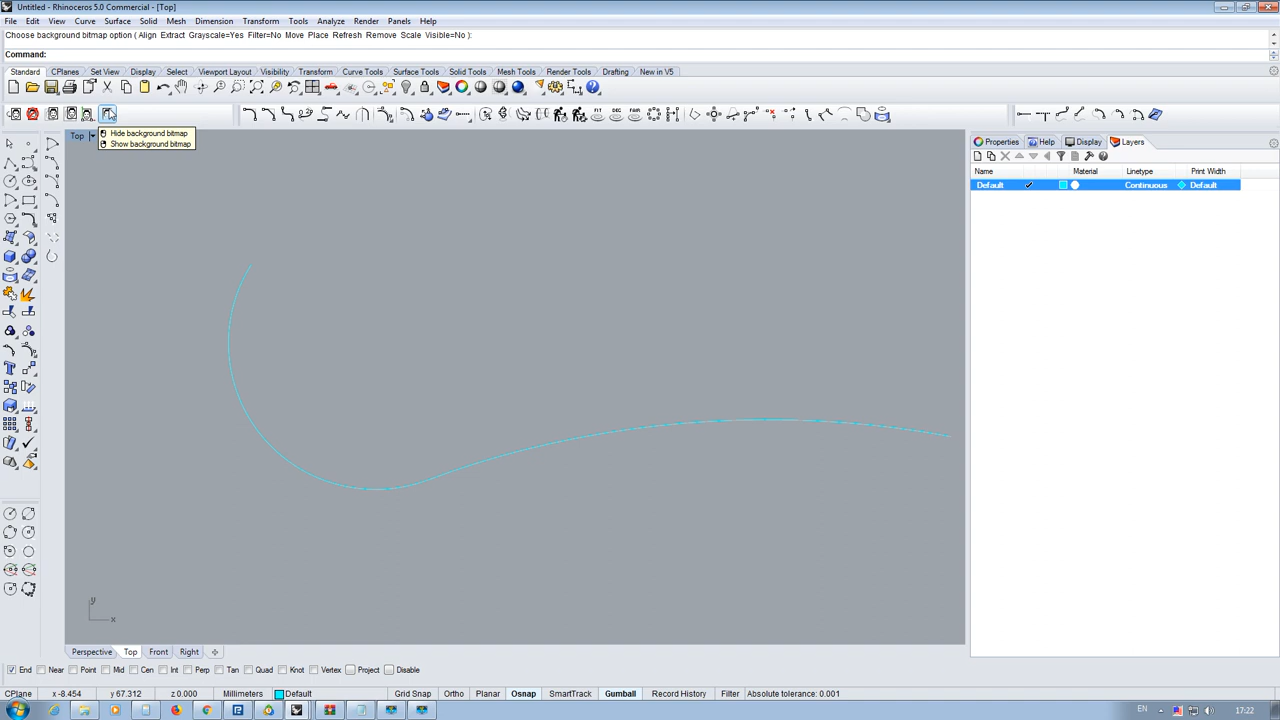 Untitled - Rhinoceros 5.0 Commercial - [Top]
File Edit View Curve Surface Solid Mesh Dimension Transform Tools Analyze Render Panels Help
Choose background bitmap option ( Align Extract Grayscale=Yes Filter=No Move Place Refresh Remove Scale Visible=No ):
Command:
Standard CPlanes Set View Display Select Viewport Layout Visibility Transform Curve Tools Surface Tools Solid Tools Mesh Tools Render Tools Drafting New in V5
FIT DEG FAIR
Top
Hide background bitmap
Show background bitmap
Properties Help Display Layers
Name Material Linetype Print Width
Default Continuous Default
y
x
Perspective Top Front Right
End Near Point Mid Cen Int Perp Tan Quad Knot Vertex Project Disable
CPlane x -8.454 y 67.312 z 0.000 Millimeters Default Grid Snap Ortho Planar Osnap SmartTrack Gumball Record History Filter Absolute tolerance: 0.001
EN 17:22